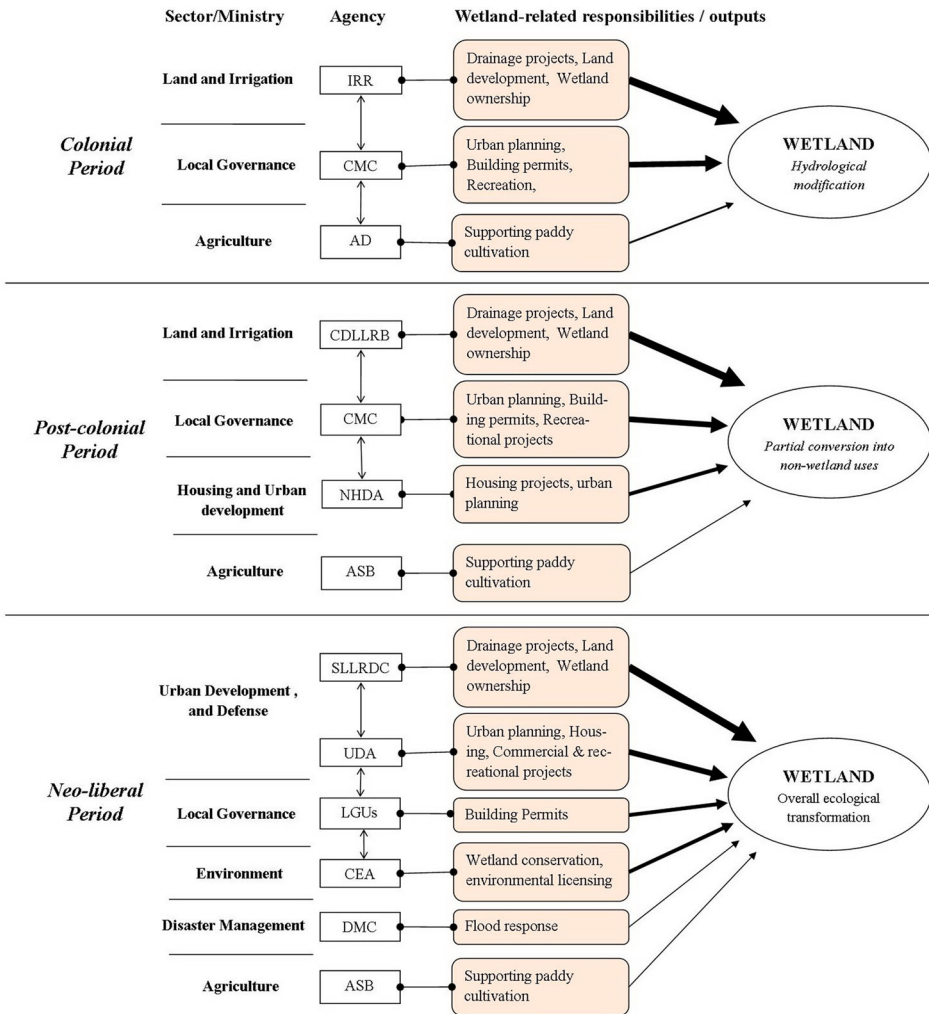 Sector/Ministry Agency Wetland-related responsibilities / outputs
Colonial
Period
Land and Irrigation
IRR
Drainage projects, Land
development, Wetland
ownership
Local Governance
CMC
Urban planning,
Building permits,
Recreation,
Agriculture
AD
Supporting paddy
cultivation
WETLAND
Hydrological
modification
Post-colonial
Period
Land and Irrigation
CDLLRB
Drainage projects, Land
development, Wetland
ownership
Local Governance
CMC
Urban planning, Build-
ing permits, Recrea-
tional projects
Housing and Urban
development
NHDA
Housing projects, urban
planning
Agriculture
ASB
Supporting paddy
cultivation
WETLAND
Partial conversion into
non-wetland uses
Neo-liberal
Period
Urban Development ,
and Defense
SLLRDC
Drainage projects, Land
development, Wetland
ownership
UDA
Urban planning, Hous-
ing, Commercial & rec-
reational projects
Local Governance
LGUs
Building Permits
Environment
CEA
Wetland conservation,
environmental licensing
Disaster Management
DMC
Flood response
Agriculture
ASB
Supporting paddy
cultivation
WETLAND
Overall ecological
transformation